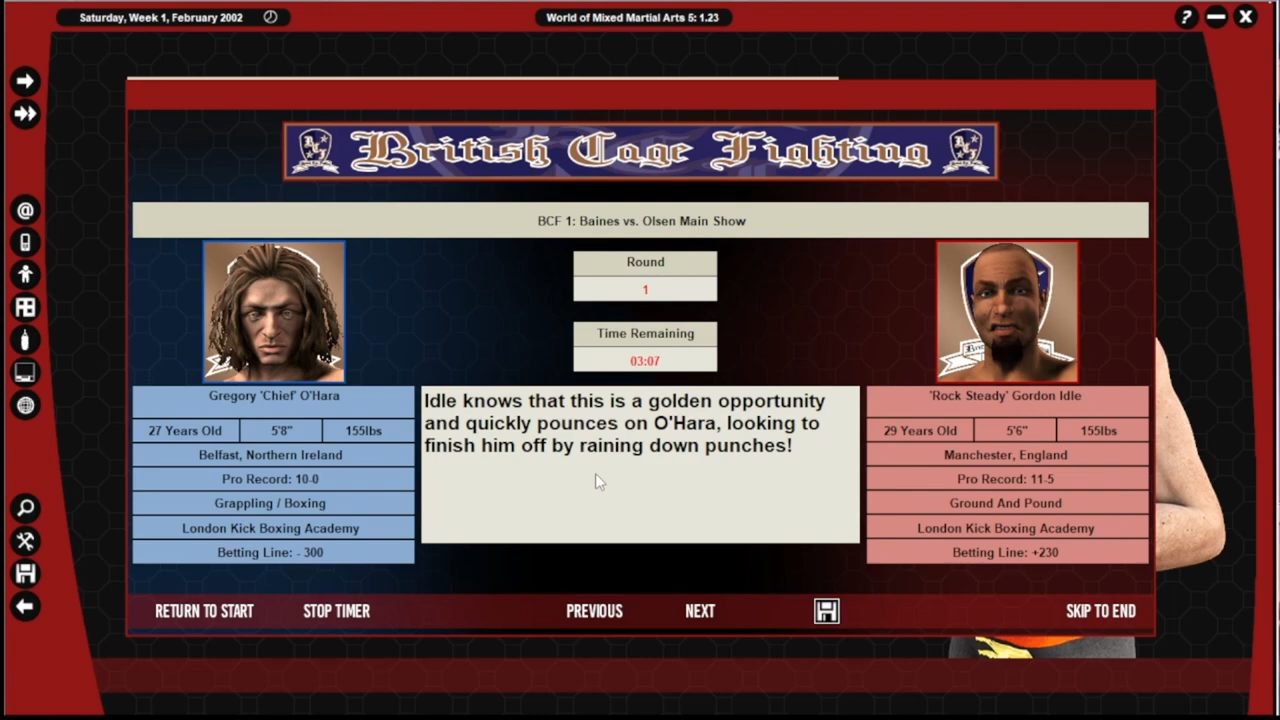 Saturday, Week 1, February 2002
World of Mixed Martial Arts 5: 1.23
?
British Cage Fighting
BCF 1: Baines vs. Olsen Main Show
Round
1
Time Remaining
03:07
Gregory 'Chief' O'Hara
27 Years Old 5'8" 155lbs
Belfast, Northern Ireland
Pro Record: 10-0
Grappling / Boxing
London Kick Boxing Academy
Betting Line: - 300
Idle knows that this is a golden opportunity
and quickly pounces on O'Hara, looking to
finish him off by raining down punches!
'Rock Steady' Gordon Idle
29 Years Old 5'6" 155lbs
Manchester, England
Pro Record: 11-5
Ground And Pound
London Kick Boxing Academy
Betting Line: +230
RETURN TO START STOP TIMER PREVIOUS NEXT SKIP TO END